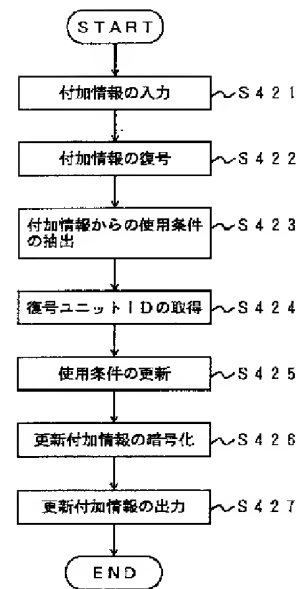 START
付加情報の入力 S421
付加情報の復号 S422
付加情報からの使用条件 S423
の抽出
復号ユニットIDの取得 S424
使用条件の更新 S425
更新付加情報の暗号化 S426
更新付加情報の出力 S427
END